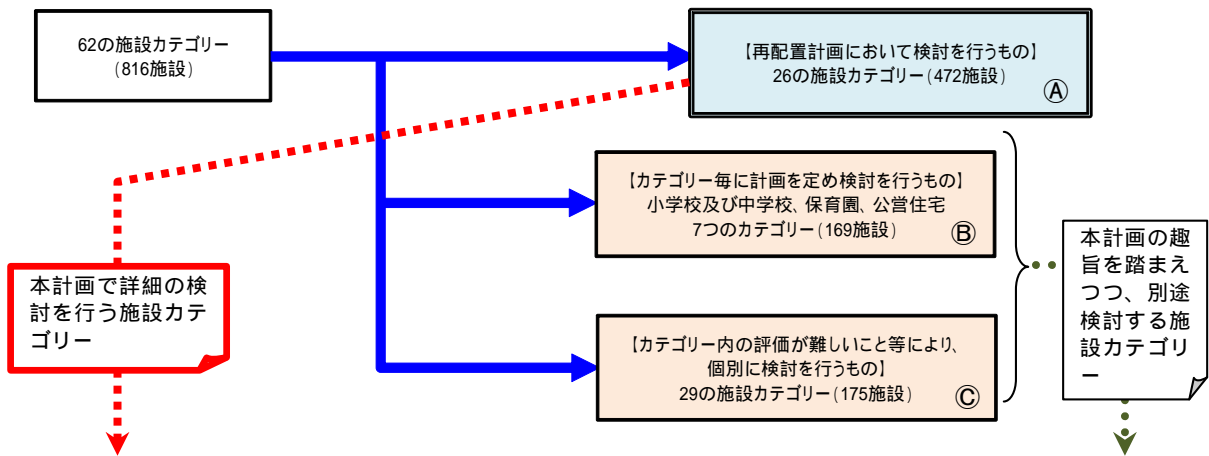 62の施設カテゴリー
(816施設)
【再配置計画において検討を行うもの】
26の施設カテゴリー(472施設)
Ⓐ
【カテゴリー毎に計画を定め検討を行うもの】
小学校及び中学校、保育園、公営住宅
7つのカテゴリー(169施設)
Ⓑ
【カテゴリー内の評価が難しいこと等により、
個別に検討を行うもの】
29の施設カテゴリー(175施設)
Ⓒ
本計画で詳細の検
討を行う施設カテ
ゴリー
本計画の趣
旨を踏まえ
つつ、別途
検討する施
設カテゴリ
ー